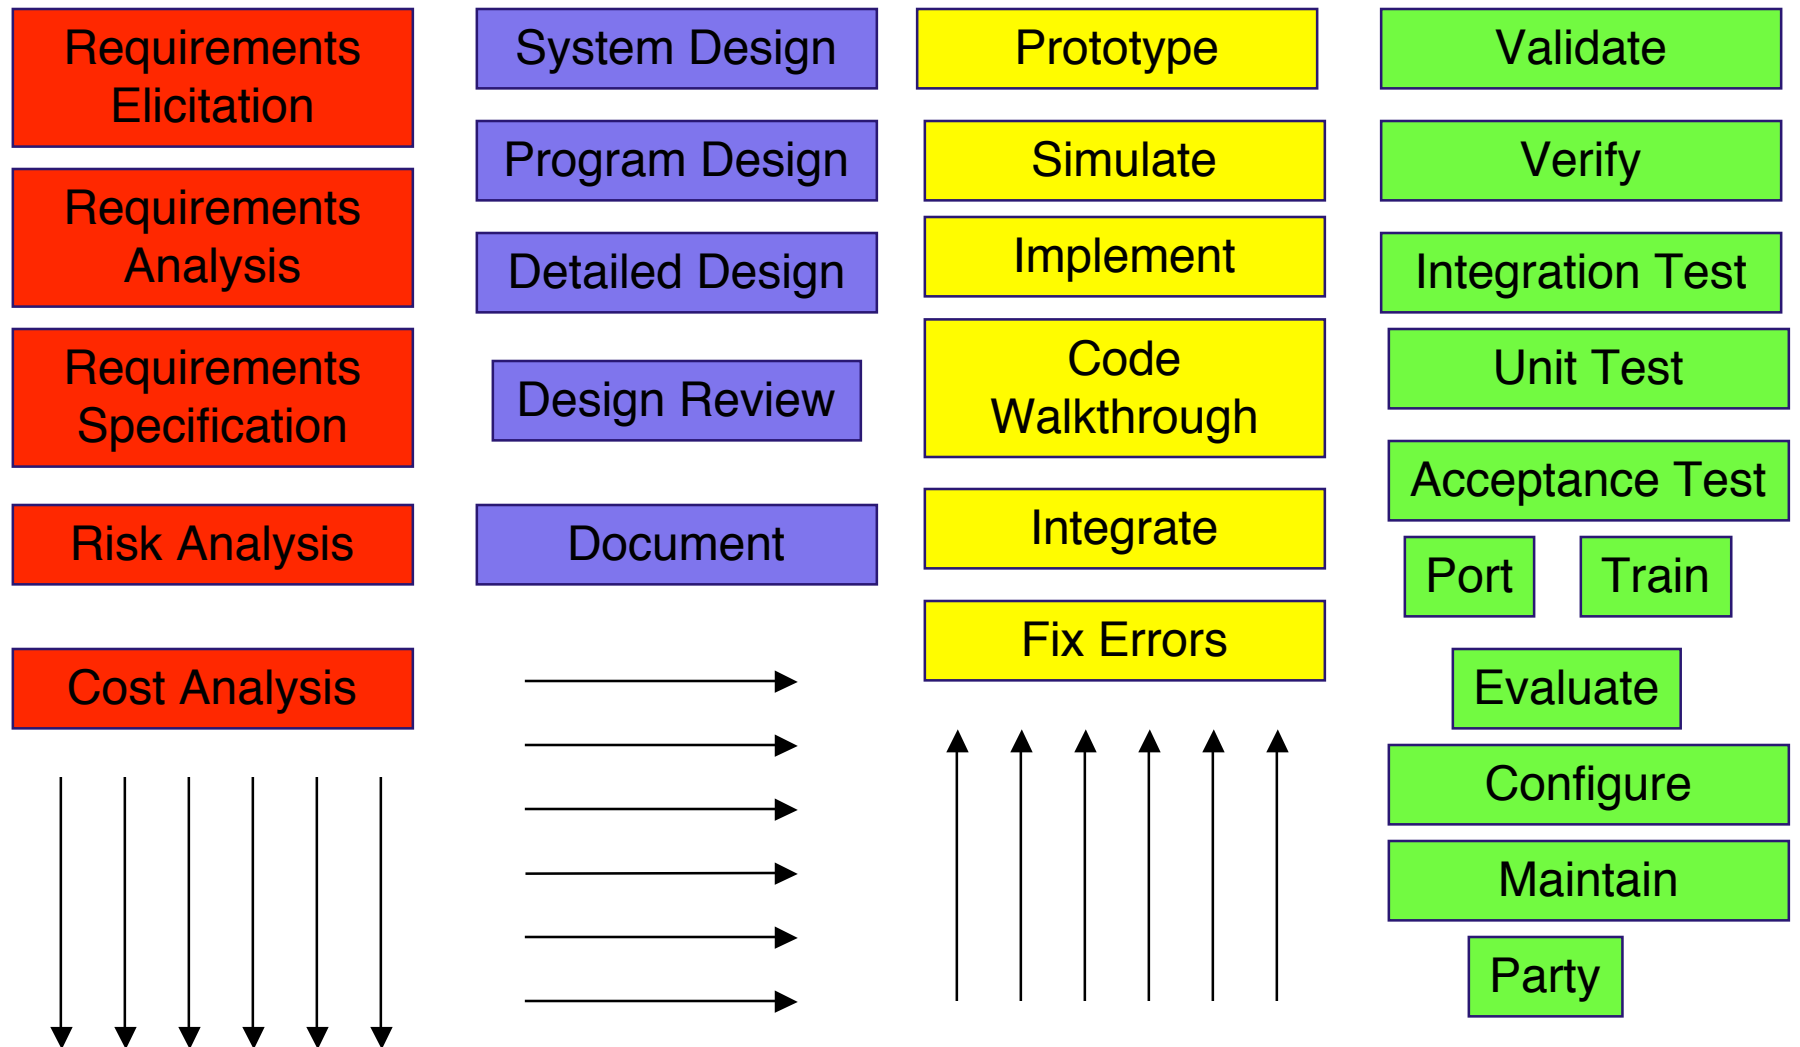 Requirements
Elicitation
Requirements
Analysis
Requirements
Specification
Risk Analysis
Cost Analysis
System Design
Program Design
Detailed Design
Design Review
Document
Prototype
Simulate
Implement
Code
Walkthrough
Integrate
Fix Errors
Validate
Verify
Integration Test
Unit Test
Acceptance Test
Port
Train
Evaluate
Configure
Maintain
Party